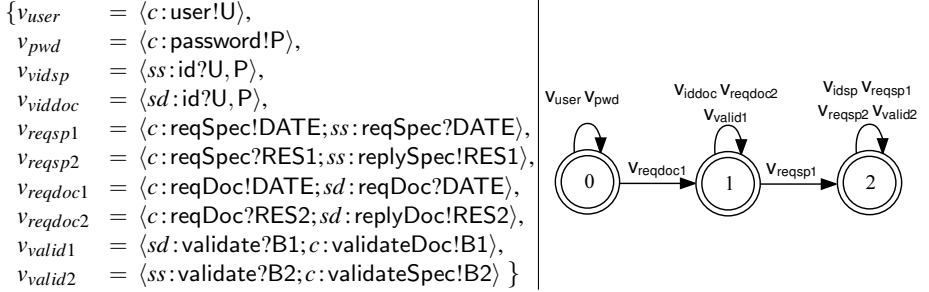 {v_user = ⟨c:user!U⟩,
v_pwd = ⟨c:password!P⟩,
v_vidsp = ⟨ss:id?U,P⟩,
v_viddoc = ⟨sd:id?U,P⟩,
v_reqsp1 = ⟨c:reqSpec!DATE;ss:reqSpec?DATE⟩,
v_reqsp2 = ⟨c:reqSpec?RES1;ss:replySpec!RES1⟩,
v_reqdoc1 = ⟨c:reqDoc!DATE;sd:reqDoc?DATE⟩,
v_reqdoc2 = ⟨c:reqDoc?RES2;sd:replyDoc!RES2⟩,
v_valid1 = ⟨sd:validate?B1;c:validateDoc!B1⟩,
v_valid2 = ⟨ss:validate?B2;c:validateSpec!B2⟩ }
v_user v_pwd
0
v_reqdoc1
v_iddoc v_reqdoc2
v_valid1
1
v_reqsp1
v_idsp v_reqsp1
v_reqsp2 v_valid2
2